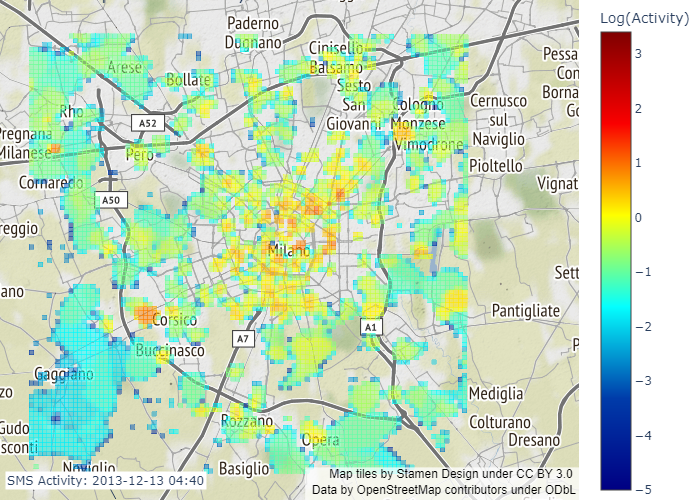 Paderno
Dugnano
Cinisello
Balsamo
Arese
Bollate
Sesto
San
Giovanni
Cologno
Monzese
Vimodrone
Cernusco
sul
Naviglio
Pessa
Con
Borna
Go
Rho
A52
Pregnana
Milanese
Pero
Pioltello
Cornaredo
A50
Vignat
reggio
Milano
Sett
ano
Pantigliate
Corsico
A7
A1
Buccinasco
P
Gaggiano
zo
Mediglia
Rozzano
Colturano
Gudo
sconti
Opera
Dresano
Noviglio
Basiglio
SMS Activity: 2013-12-13 04:40
Map tiles by Stamen Design under CC BY 3.0
Data by OpenStreetMap contributors under ODbL
Log(Activity)
3
2
1
0
−1
−2
−3
−4
−5